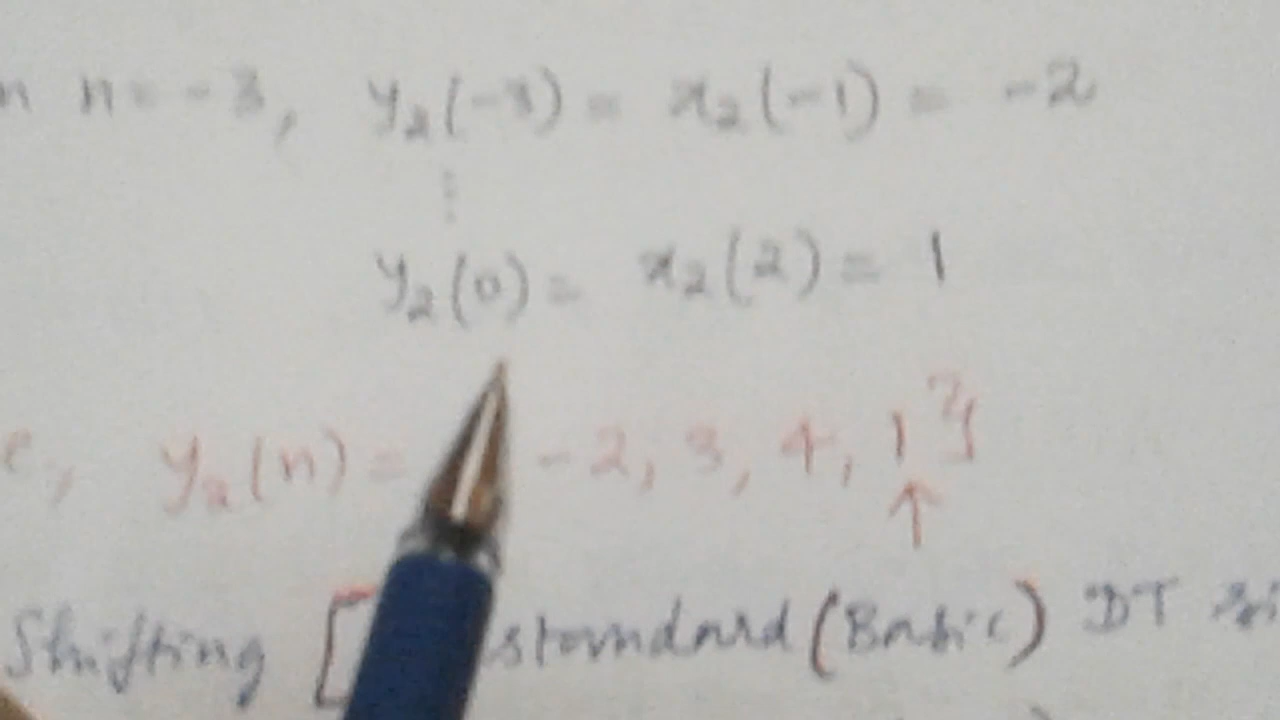 n n = -3, y₂(-3) = x₂(-1) = -2
⋮
y₂(0) = x₂(2) = 1
y₂(n) = -2, 3, 4, 1}
↑
Shifting [ standard (Basic) DT